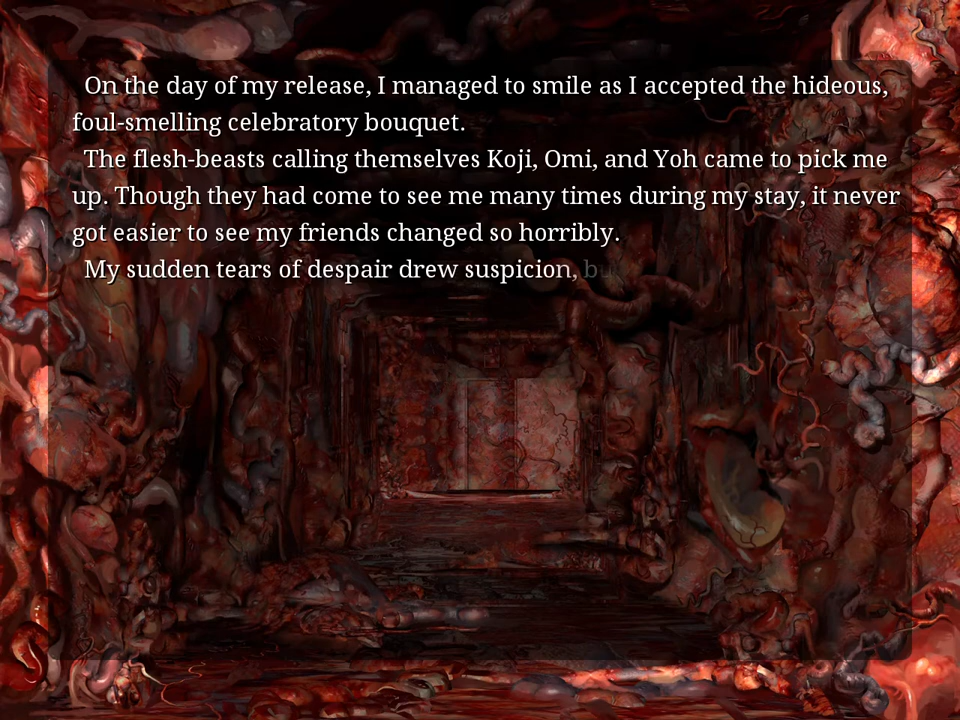 On the day of my release, I managed to smile as I accepted the hideous,
foul-smelling celebratory bouquet.
The flesh-beasts calling themselves Koji, Omi, and Yoh came to pick me
up. Though they had come to see me many times during my stay, it never
got easier to see my friends changed so horribly.
My sudden tears of despair drew suspicion,